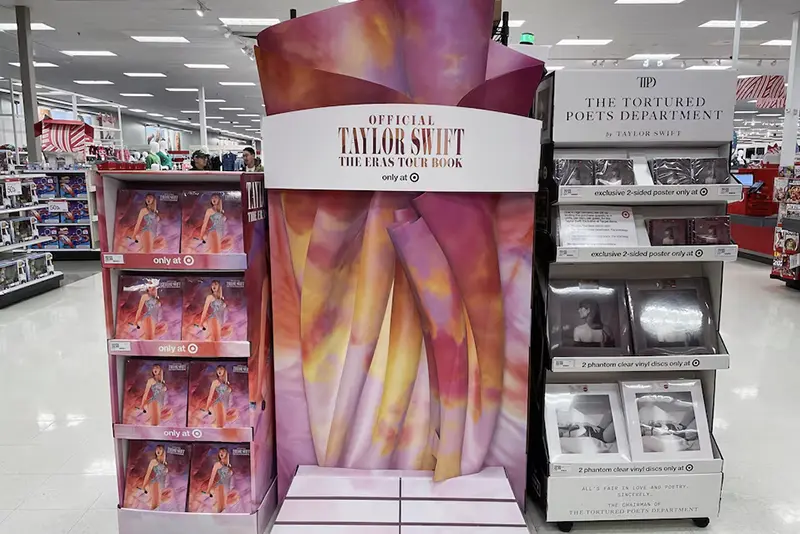 OFFICIAL
TAYLOR SWIFT
THE ERAS TOUR BOOK
only at
only at
only at
only at
THE ERAS
TTPD
THE TORTURED
POETS DEPARTMENT
by TAYLOR SWIFT
exclusive 2-sided poster only at
exclusive 2-sided poster only at
2 phantom clear vinyl discs only at
2 phantom clear vinyl discs only at
ALL'S FAIR IN LOVE AND POETRY.
SINCERELY,
THE CHAIRMAN OF
THE TORTURED POETS DEPARTMENT